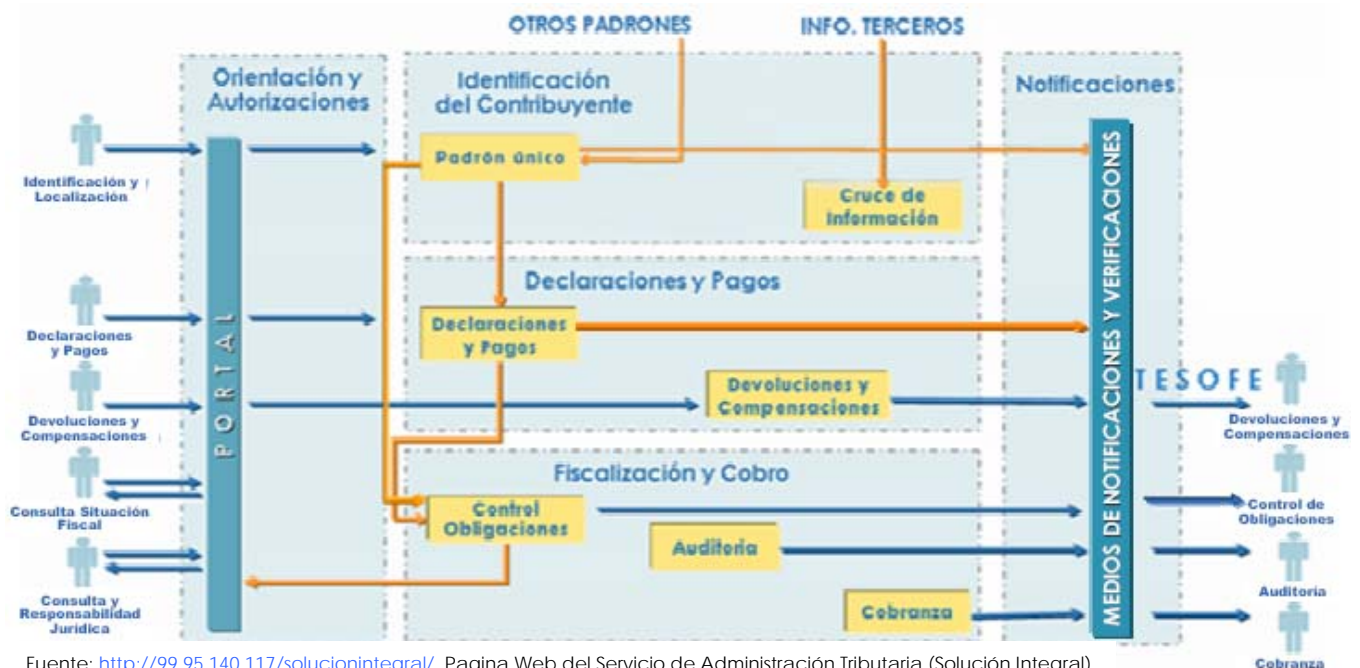 OTROS PADRONES
INFO. TERCEROS
Orientación y
Autorizaciones
Identificación
del Contribuyente
Notificaciones
Padrón único
Cruce de
Información
Identificación y
Localización
Declaraciones y Pagos
Declaraciones
y Pagos
Declaraciones
y Pagos
Devoluciones y
Compensaciones
Devoluciones y
Compensaciones
PORTAL
MEDIOS DE NOTIFICACIONES Y VERIFICACIONES
TESOFE
Devoluciones y
Compensaciones
Fiscalización y Cobro
Consulta Situación
Fiscal
Control
Obligaciones
Control de
Obligaciones
Auditoria
Auditoría
Consulta y
Responsabilidad
Jurídica
Cobranza
Cobranza
Fuente: http://99.95.140.117/solucionintegral/ Pagina Web del Servicio de Administración Tributaria (Solución Integral)